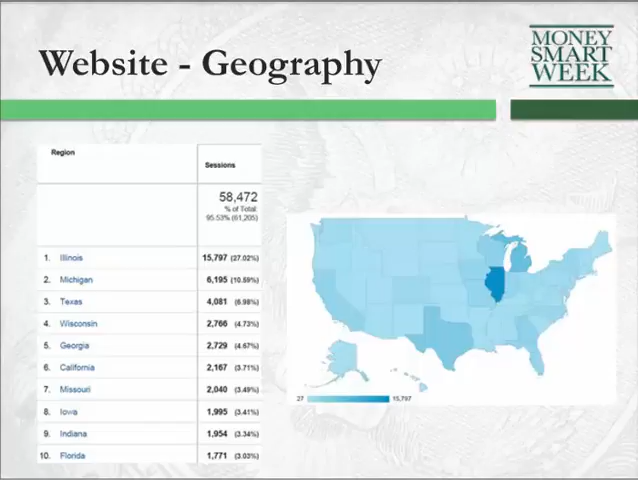 Website - Geography
MONEY
SMART
WEEK
Region
Sessions
58,472
% of Total:
95.53% (61,205)
1. Illinois 15,797 (27.02%)
2. Michigan 6,195 (10.59%)
3. Texas 4,081 (6.98%)
4. Wisconsin 2,766 (4.73%)
5. Georgia 2,729 (4.67%)
6. California 2,167 (3.71%)
7. Missouri 2,040 (3.49%)
8. Iowa 1,995 (3.41%)
9. Indiana 1,954 (3.34%)
10. Florida 1,771 (3.03%)
27 15,797